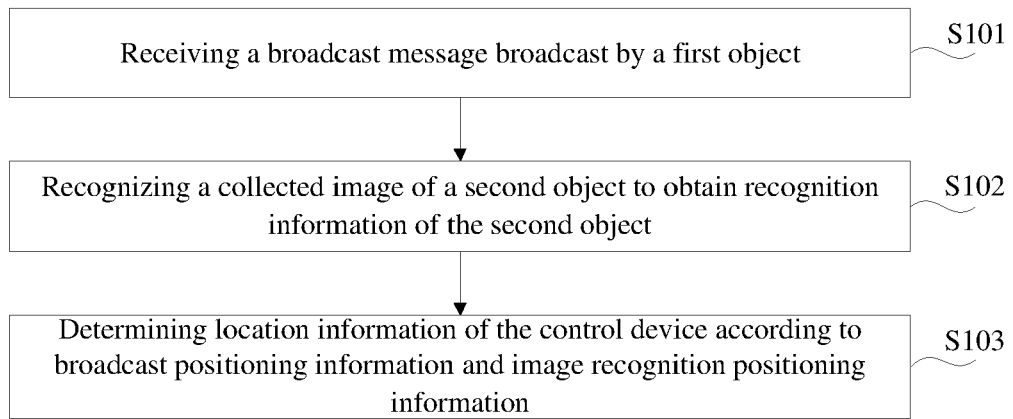 Receiving a broadcast message broadcast by a first object
S101
Recognizing a collected image of a second object to obtain recognition
information of the second object
S102
Determining location information of the control device according to
broadcast positioning information and image recognition positioning
information
S103